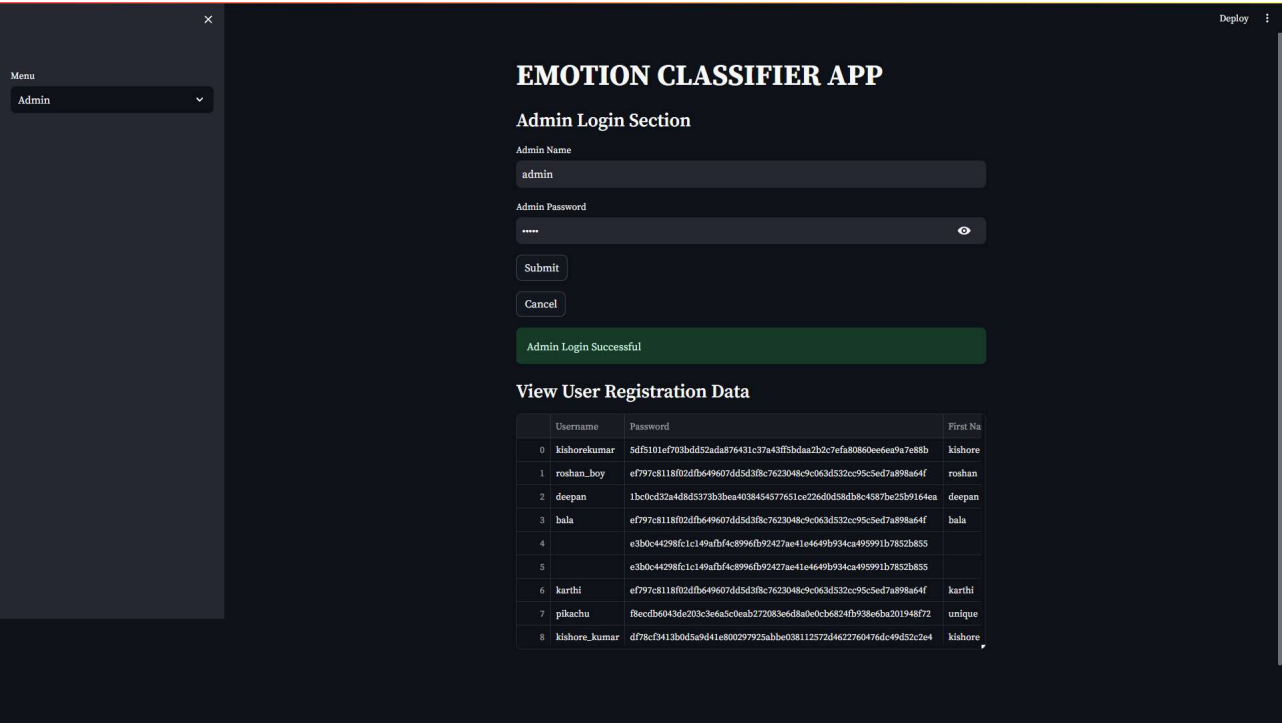 Deploy
Menu
Admin
EMOTION CLASSIFIER APP
Admin Login Section
Admin Name
admin
Admin Password
•••••
Submit
Cancel
Admin Login Successful
View User Registration Data
Username Password First Na
0 kishorekumar 5df5101ef703bdd52ada876431c37a43ff5bdaa2b2c7efa80860ee6ea9a7e88b kishore
1 roshan_boy ef797c8118f02dfb649607dd5d3f8c7623048c9c063d532cc95c5ed7a898a64f roshan
2 deepan 1bc0cd32a4d8d5373b3bea4038454577651ce226d0d58db8c4587be25b9164ea deepan
3 bala ef797c8118f02dfb649607dd5d3f8c7623048c9c063d532cc95c5ed7a898a64f bala
4 e3b0c44298fc1c149afbf4c8996fb92427ae41e4649b934ca495991b7852b855
5 e3b0c44298fc1c149afbf4c8996fb92427ae41e4649b934ca495991b7852b855
6 karthi ef797c8118f02dfb649607dd5d3f8c7623048c9c063d532cc95c5ed7a898a64f karthi
7 pikachu f8ecdb6043de203c3e6a5c0eab272083e6d8a0e0cb6824fb938e6ba201948f72 unique
8 kishore_kumar df78cf3413b0d5a9d41e800297925abbe038112572d4622760476dc49d52c2e4 kishore